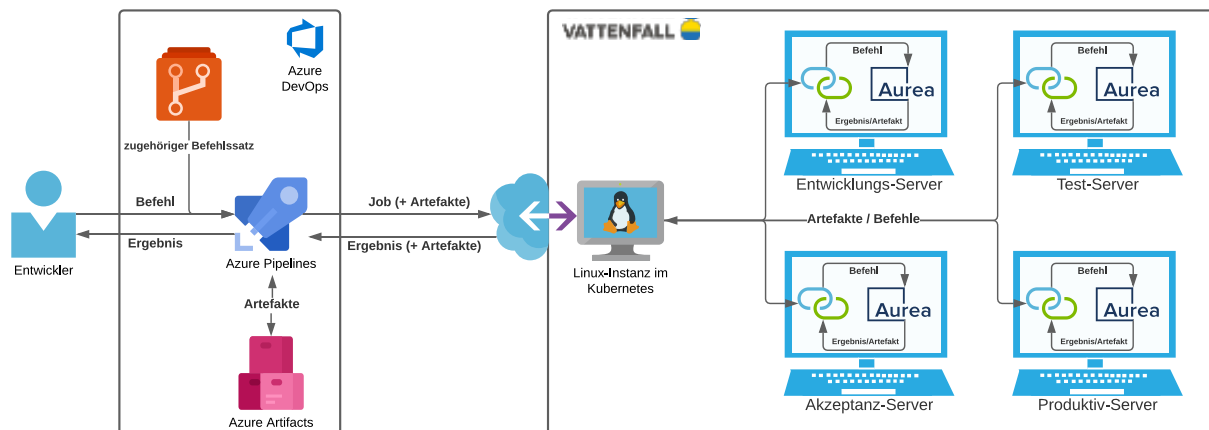 Azure
DevOps
zugehöriger Befehlssatz
Entwickler
Befehl
Ergebnis
Azure Pipelines
Artefakte
Azure Artifacts
Job (+ Artefakte)
Ergebnis (+ Artefakte)
VATTENFALL
Linux-Instanz im
Kubernetes
Artefakte / Befehle
Befehl
Aurea
Ergebnis/Artefakt
Entwicklungs-Server
Befehl
Aurea
Ergebnis/Artefakt
Test-Server
Befehl
Aurea
Ergebnis/Artefakt
Akzeptanz-Server
Befehl
Aurea
Ergebnis/Artefakt
Produktiv-Server